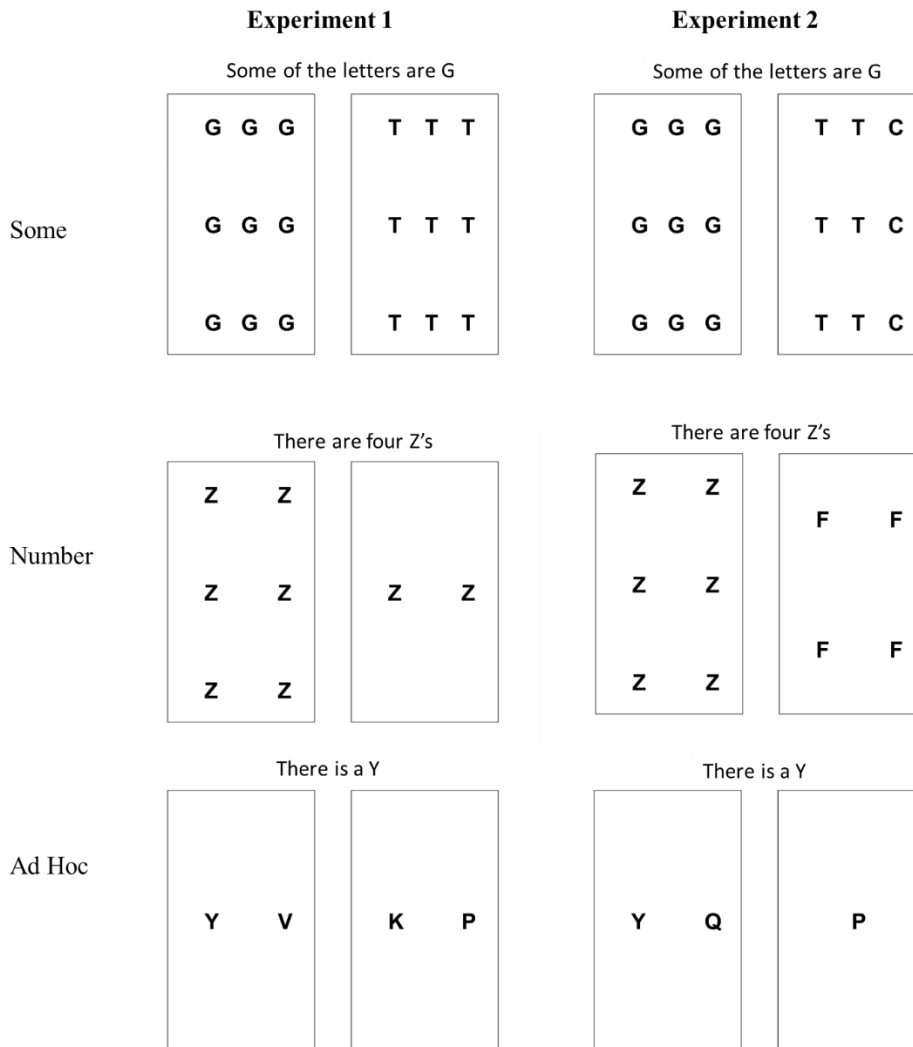 Experiment 1
Experiment 2
Some of the letters are G
Some of the letters are G
G G G T T T
G G G T T C
Some
G G G T T T
G G G T T C
G G G T T T
G G G T T C
There are four Z's
There are four Z's
Number
Z Z
Z Z Z Z
Z Z
Z Z
F F
Z Z
F F
Z Z
There is a Y
There is a Y
Ad Hoc
Y V K P
Y Q P